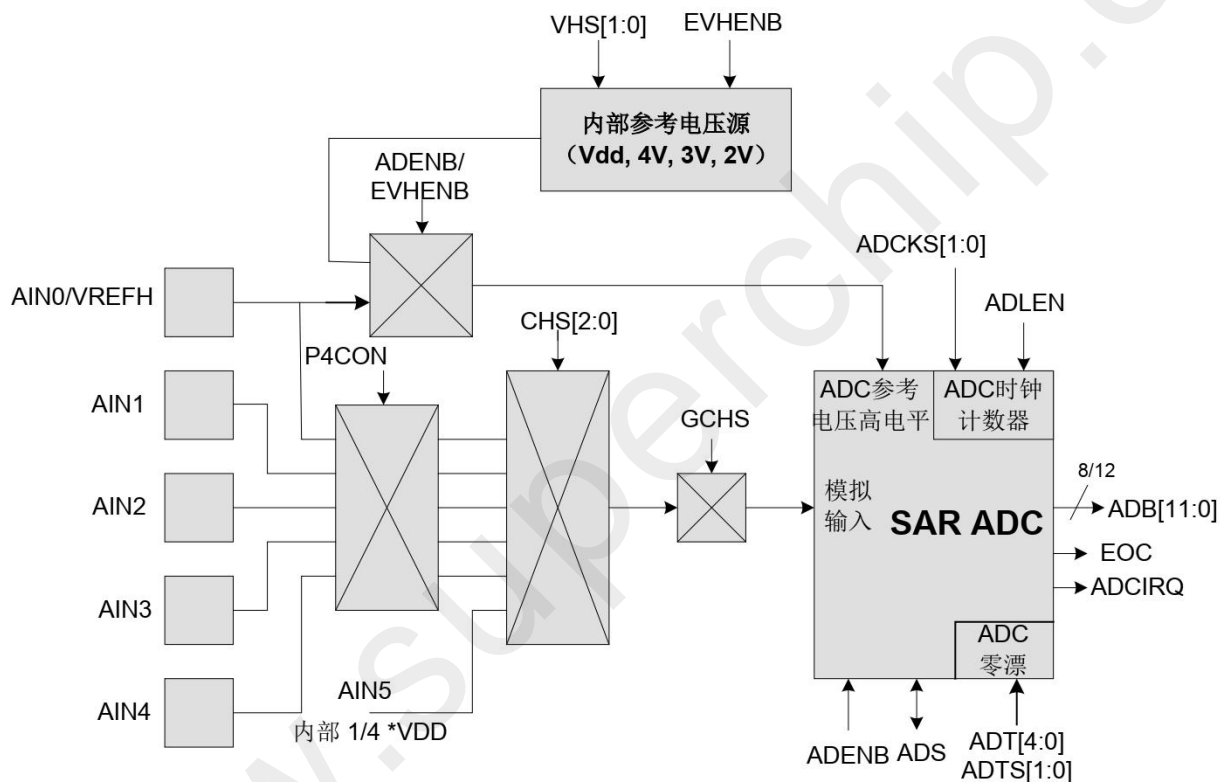 VHS[1:0]
EVHENB
内部参考电压源
（Vdd, 4V, 3V, 2V）
ADENB/
EVHENB
ADCKS[1:0]
AIN0/VREFH
ADLEN
CHS[2:0]
P4CON
AIN1
ADC参考
电压高电平
ADC时钟
计数器
GCHS
8/12
AIN2
模拟
输入
SAR ADC
ADB[11:0]
EOC
ADCIRQ
AIN3
ADC
零漂
AIN5
内部 1/4 *VDD
AIN4
ADENB
ADS
ADT[4:0]
ADTS[1:0]
w.superchip.c